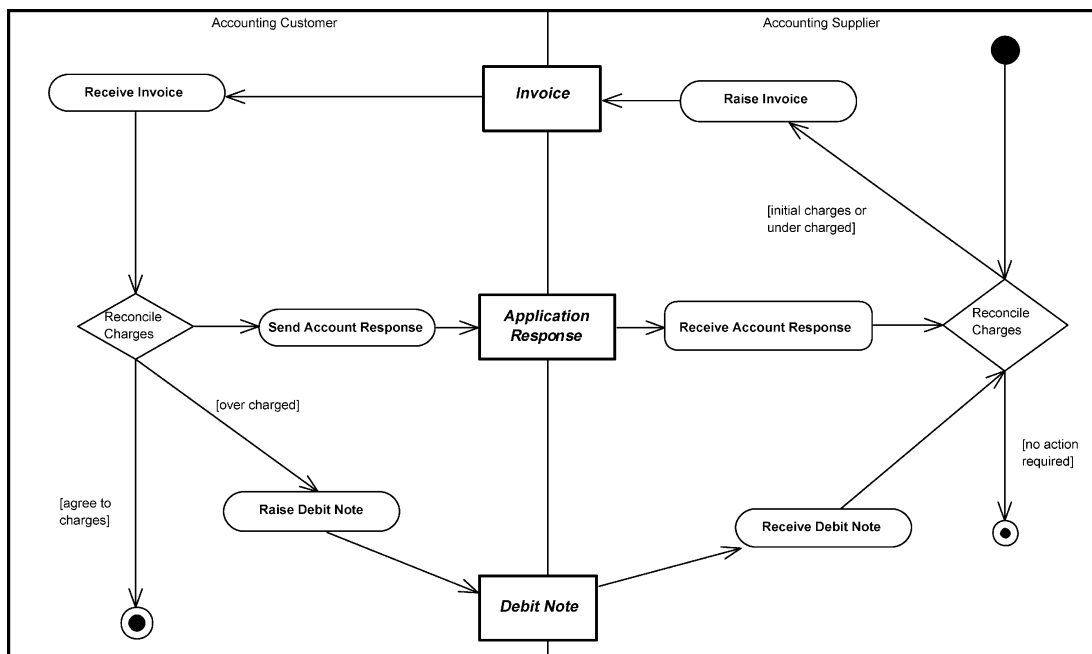 Accounting Customer
Accounting Supplier
Receive Invoice
Invoice
Raise Invoice
[initial charges or
under charged]
Reconcile
Charges
Send Account Response
Application
Response
Receive Account Response
Reconcile
Charges
[over charged]
[no action
required]
[agree to
charges]
Raise Debit Note
Receive Debit Note
Debit Note